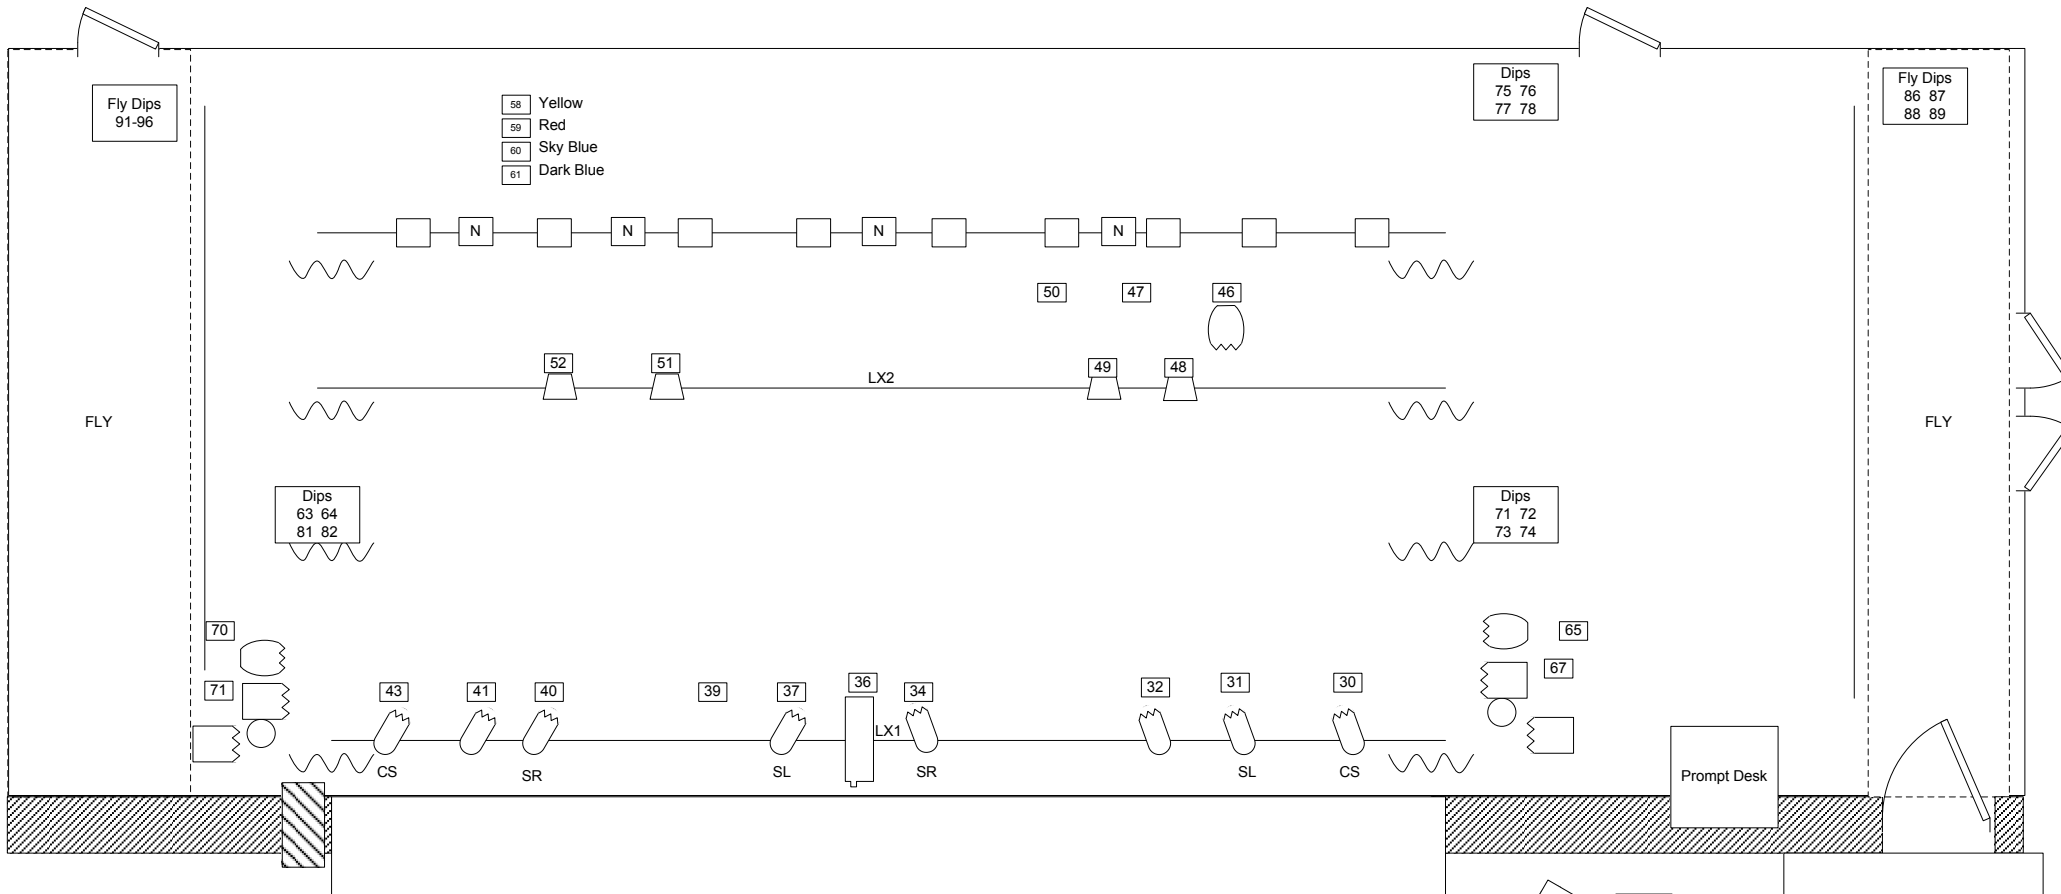 Fly Dips
91-96
58 Yellow
59 Red
60 Sky Blue
61 Dark Blue
Dips
75 76
77 78
Fly Dips
86 87
88 89
N N N N
50 47 46
52 51 49 48
LX2
FLY
FLY
Dips
63 64
81 82
Dips
71 72
73 74
70
65
71
67
43 41 40 39 37 36 34 32 31 30
LX1
CS SR SL SR SL CS
Prompt Desk